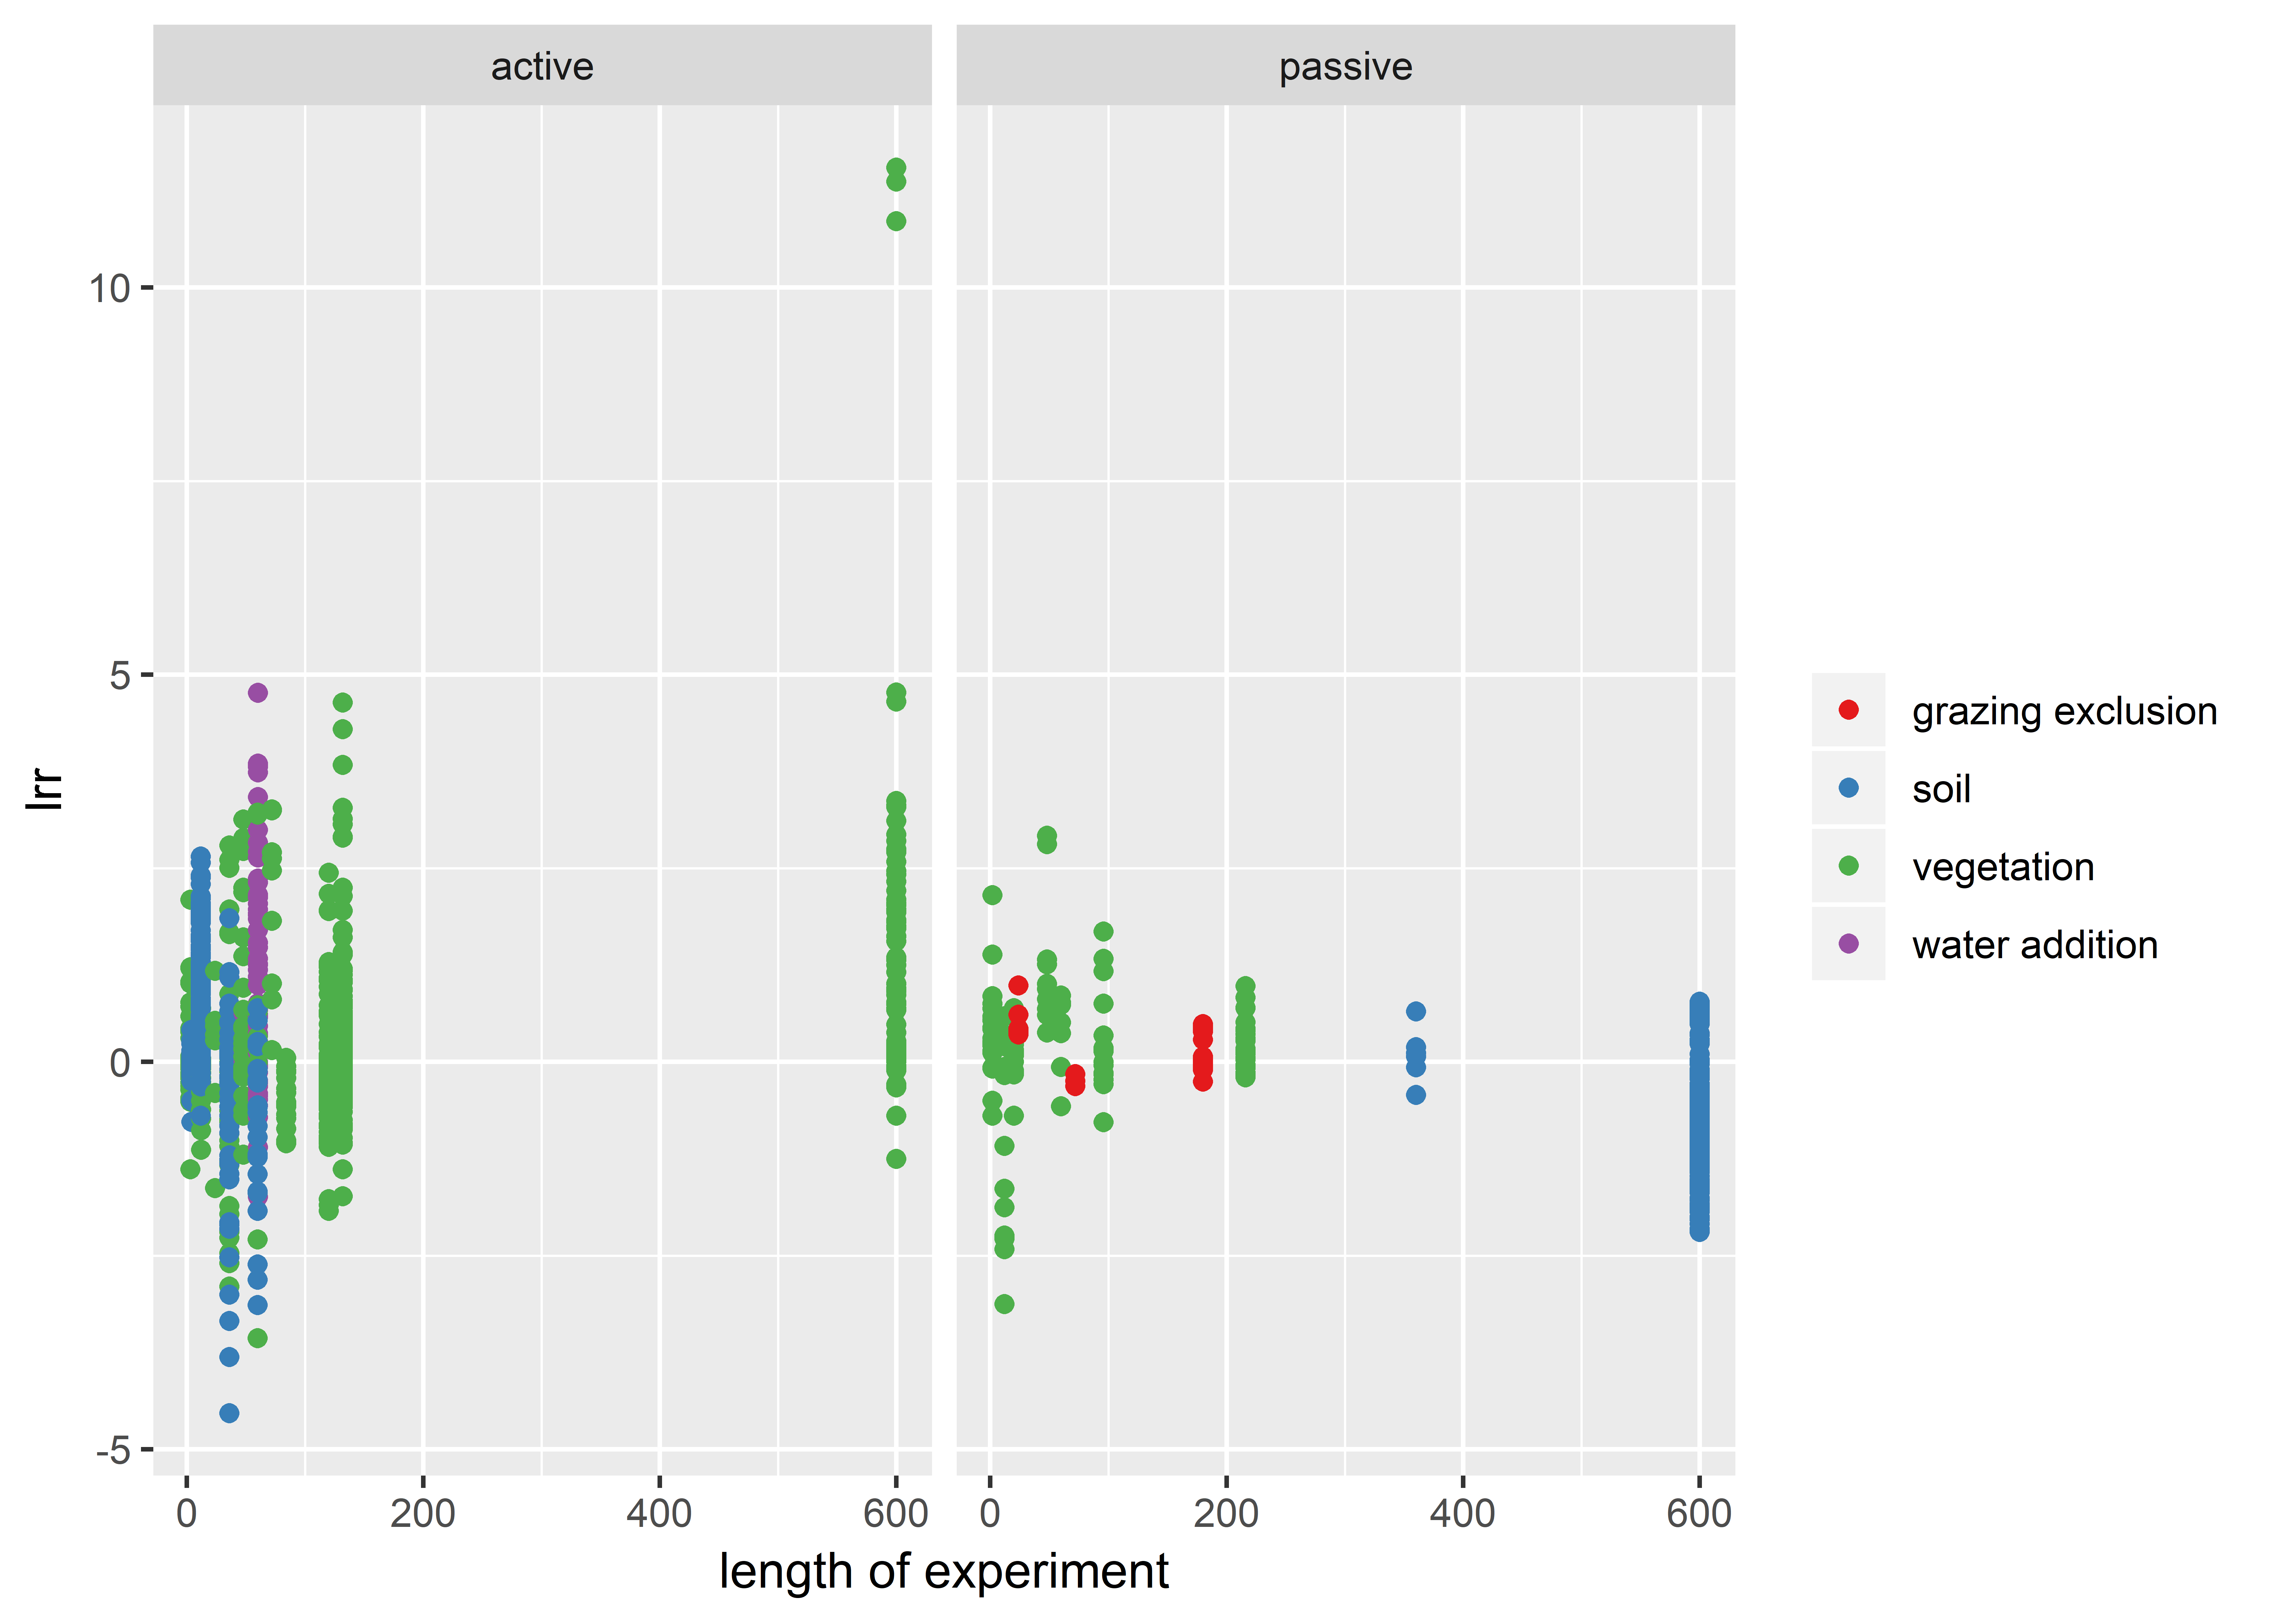 active
passive
10
5
0
-5
lrr
0
200
400
600
0
200
400
600
length of experiment
grazing exclusion
soil
vegetation
water addition